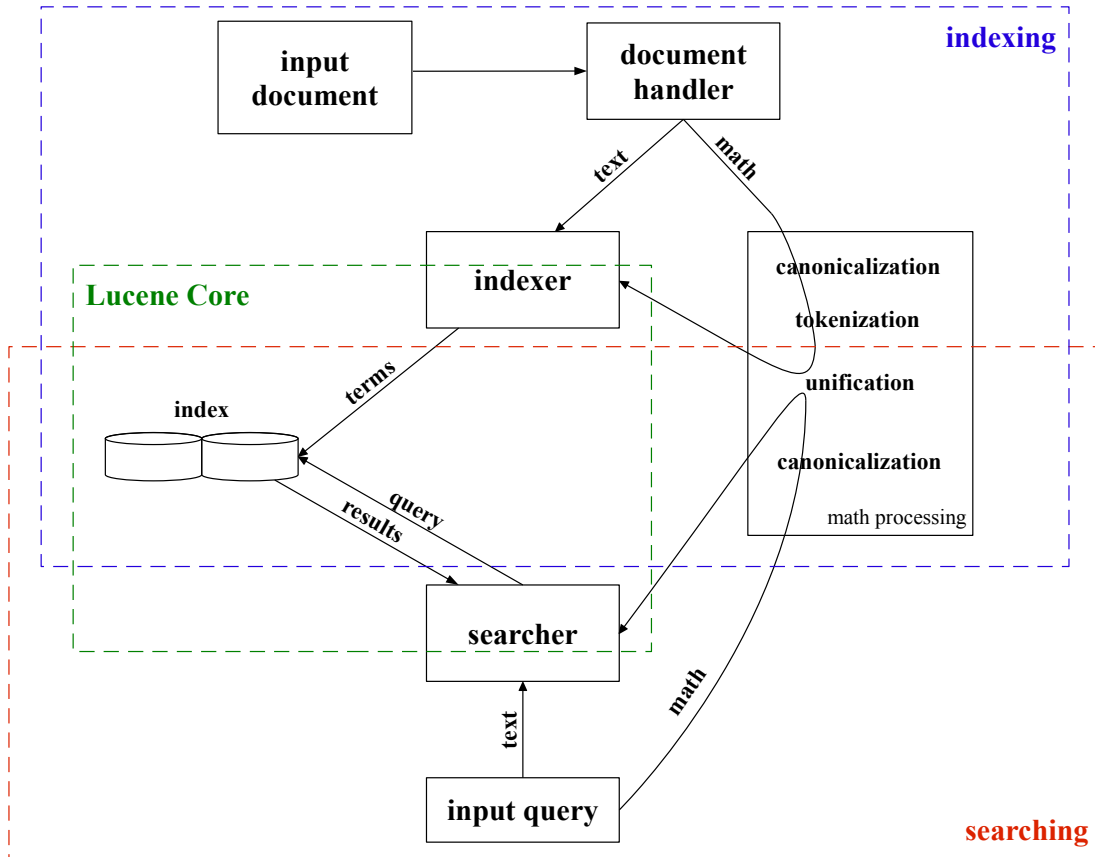 indexing
input
document
document
handler
text
math
indexer
canonicalization
Lucene Core
tokenization
terms
unification
index
canonicalization
query
results
math processing
searcher
math
text
input query
searching